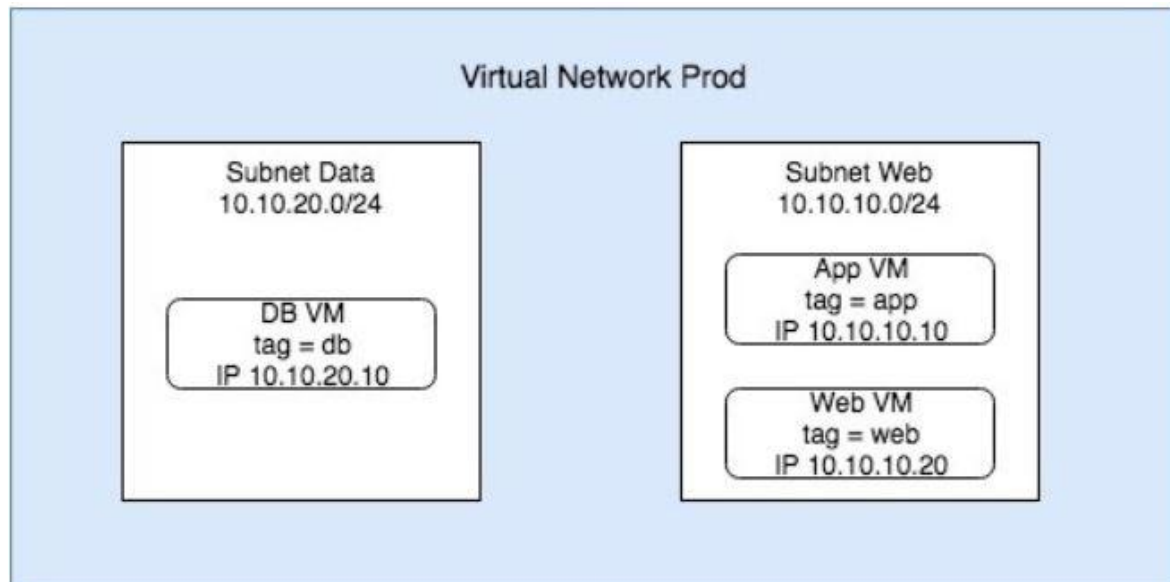 Virtual Network Prod
Subnet Data
10.10.20.0/24
DB VM
tag = db
IP 10.10.20.10
Subnet Web
10.10.10.0/24
App VM
tag = app
IP 10.10.10.10
Web VM
tag = web
IP 10.10.10.20